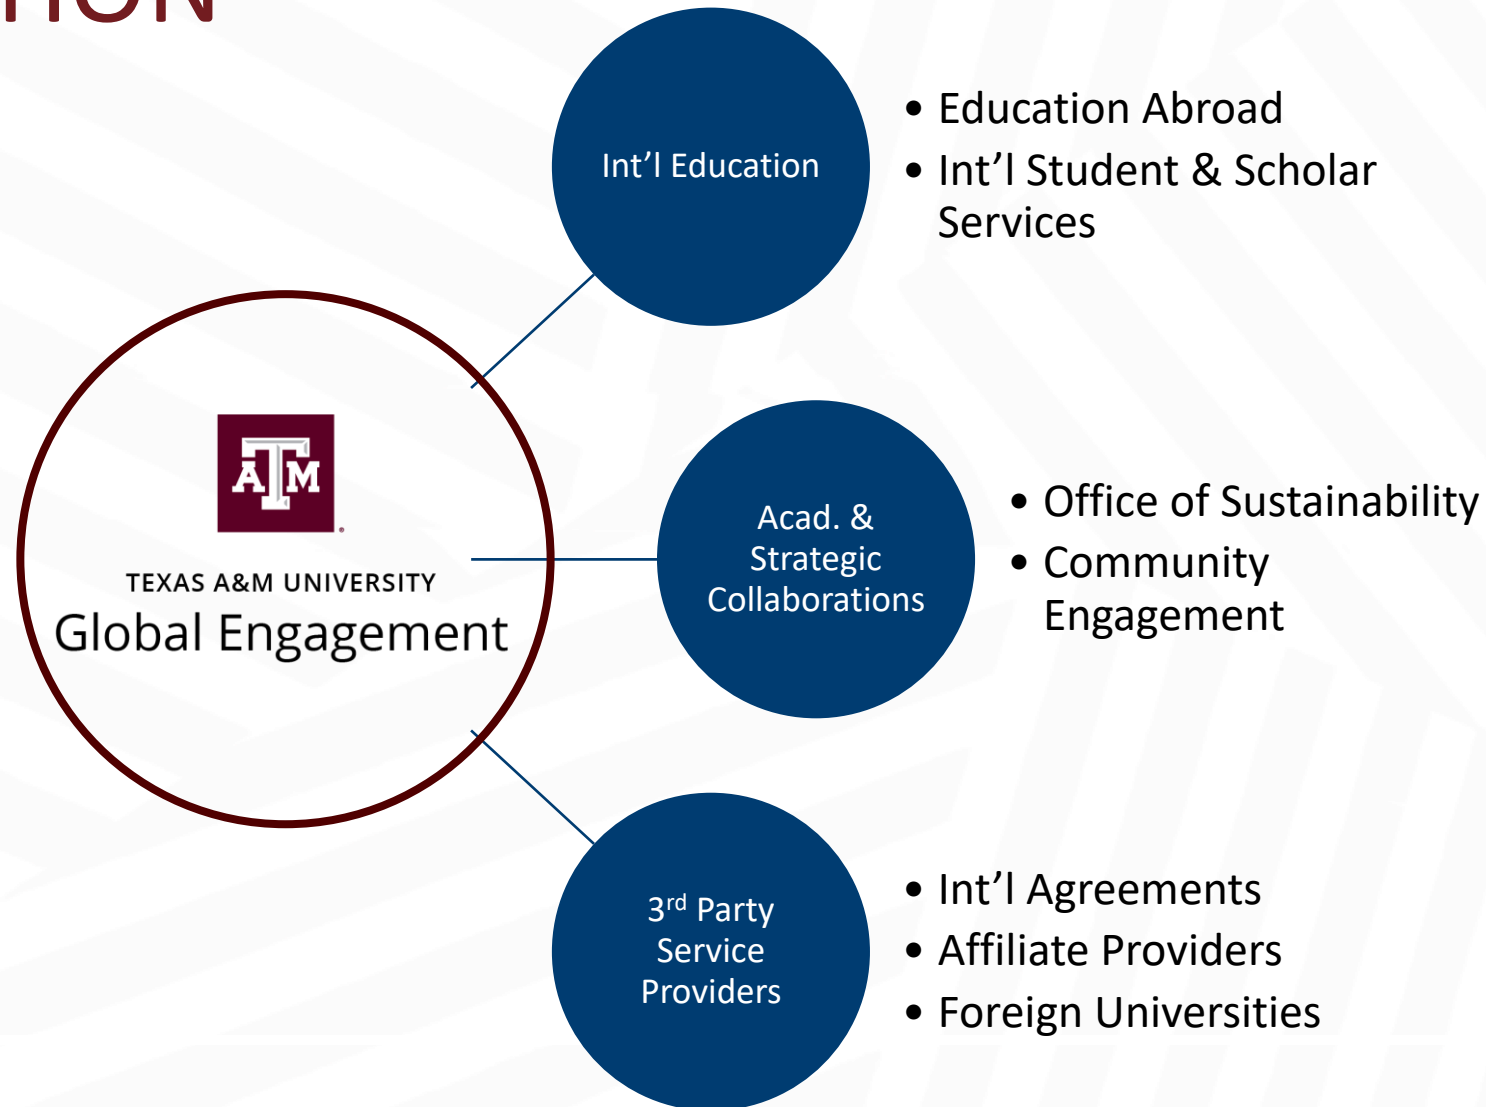 Int’l Education
• Education Abroad
• Int’l Student & Scholar
Services
ATM
TEXAS A&M UNIVERSITY
Global Engagement
Acad. &
Strategic
Collaborations
• Office of Sustainability
• Community
Engagement
3rd Party
Service
Providers
• Int’l Agreements
• Affiliate Providers
• Foreign Universities